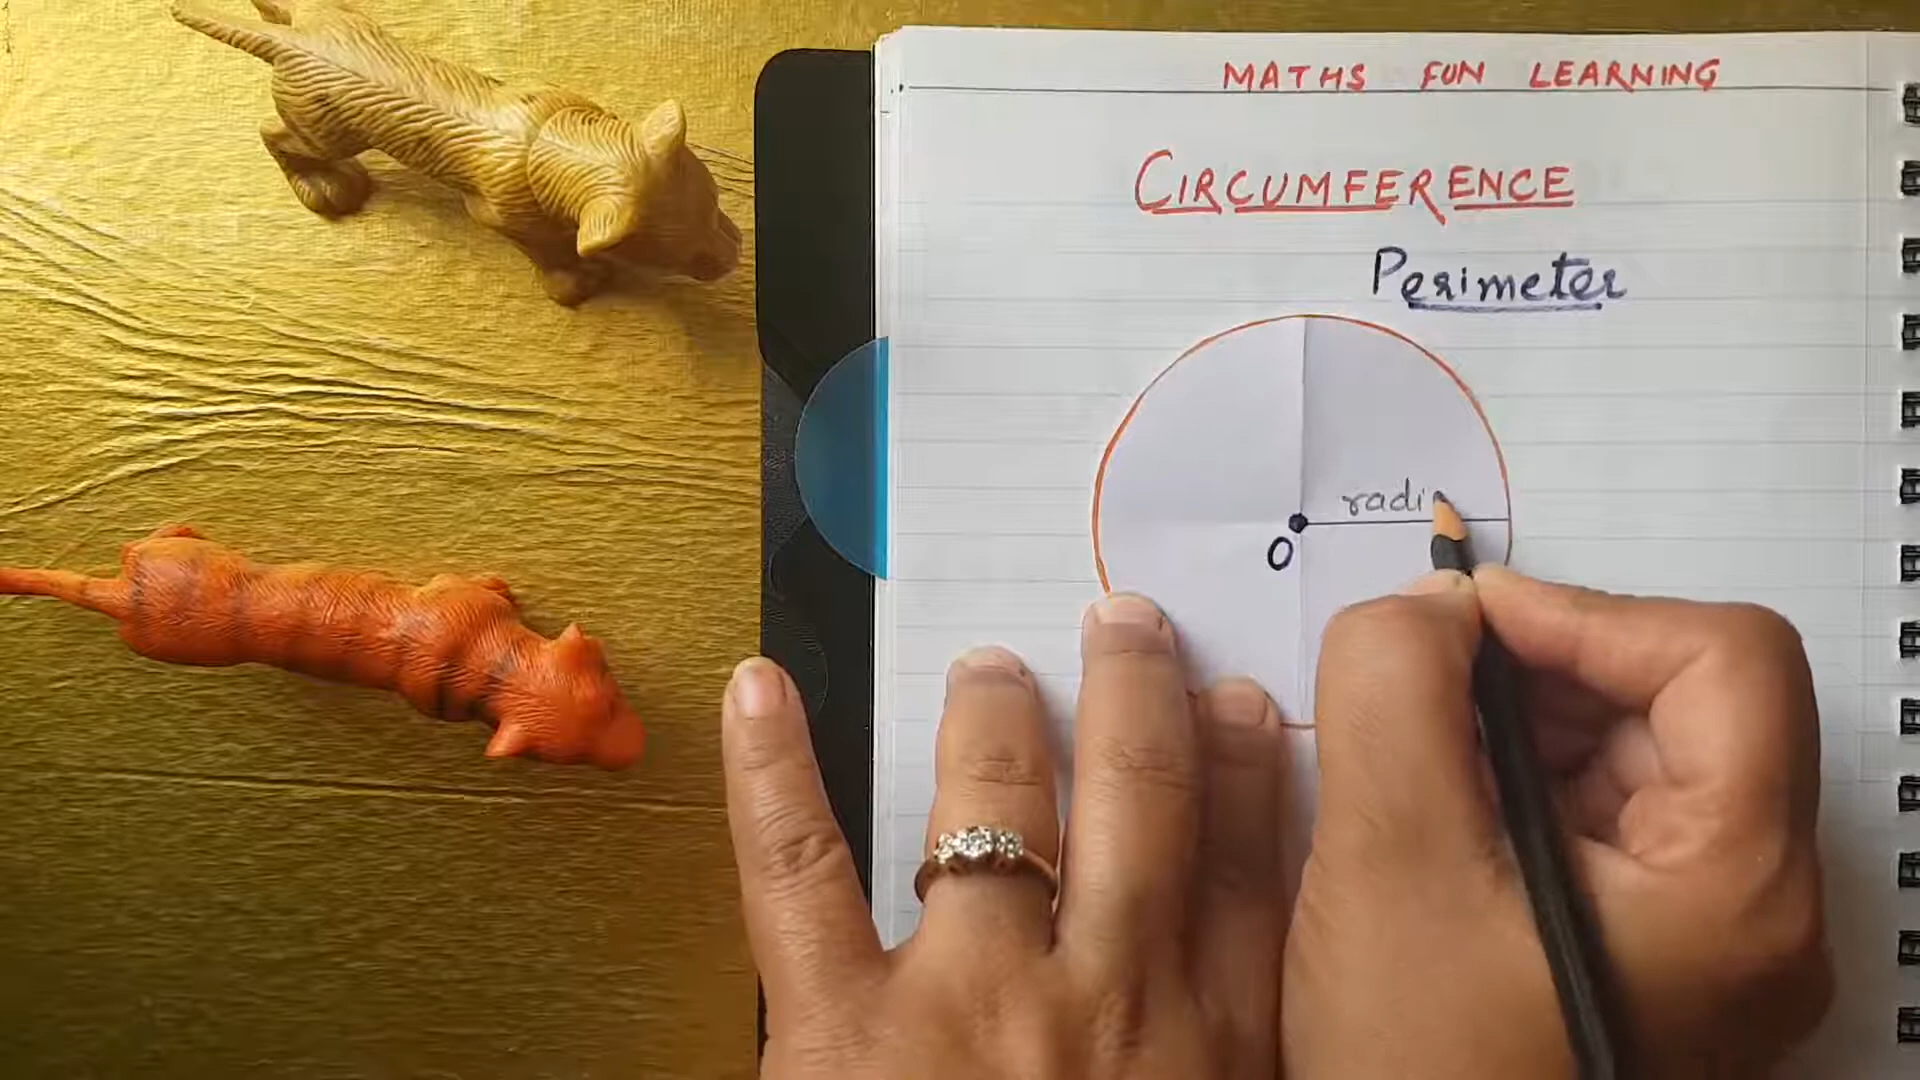 MATHS FUN LEARNING
CIRCUMFERENCE
Perimeter
radi
O